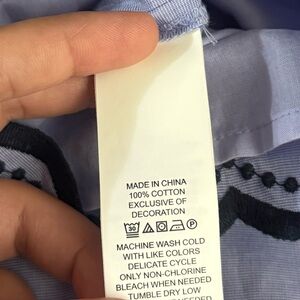 MADE IN CHINA
100% COTTON
EXCLUSIVE OF
DECORATION
30
MACHINE WASH COLD
WITH LIKE COLORS
DELICATE CYCLE
ONLY NON-CHLORINE
BLEACH WHEN NEEDED
TUMBLE DRY LOW